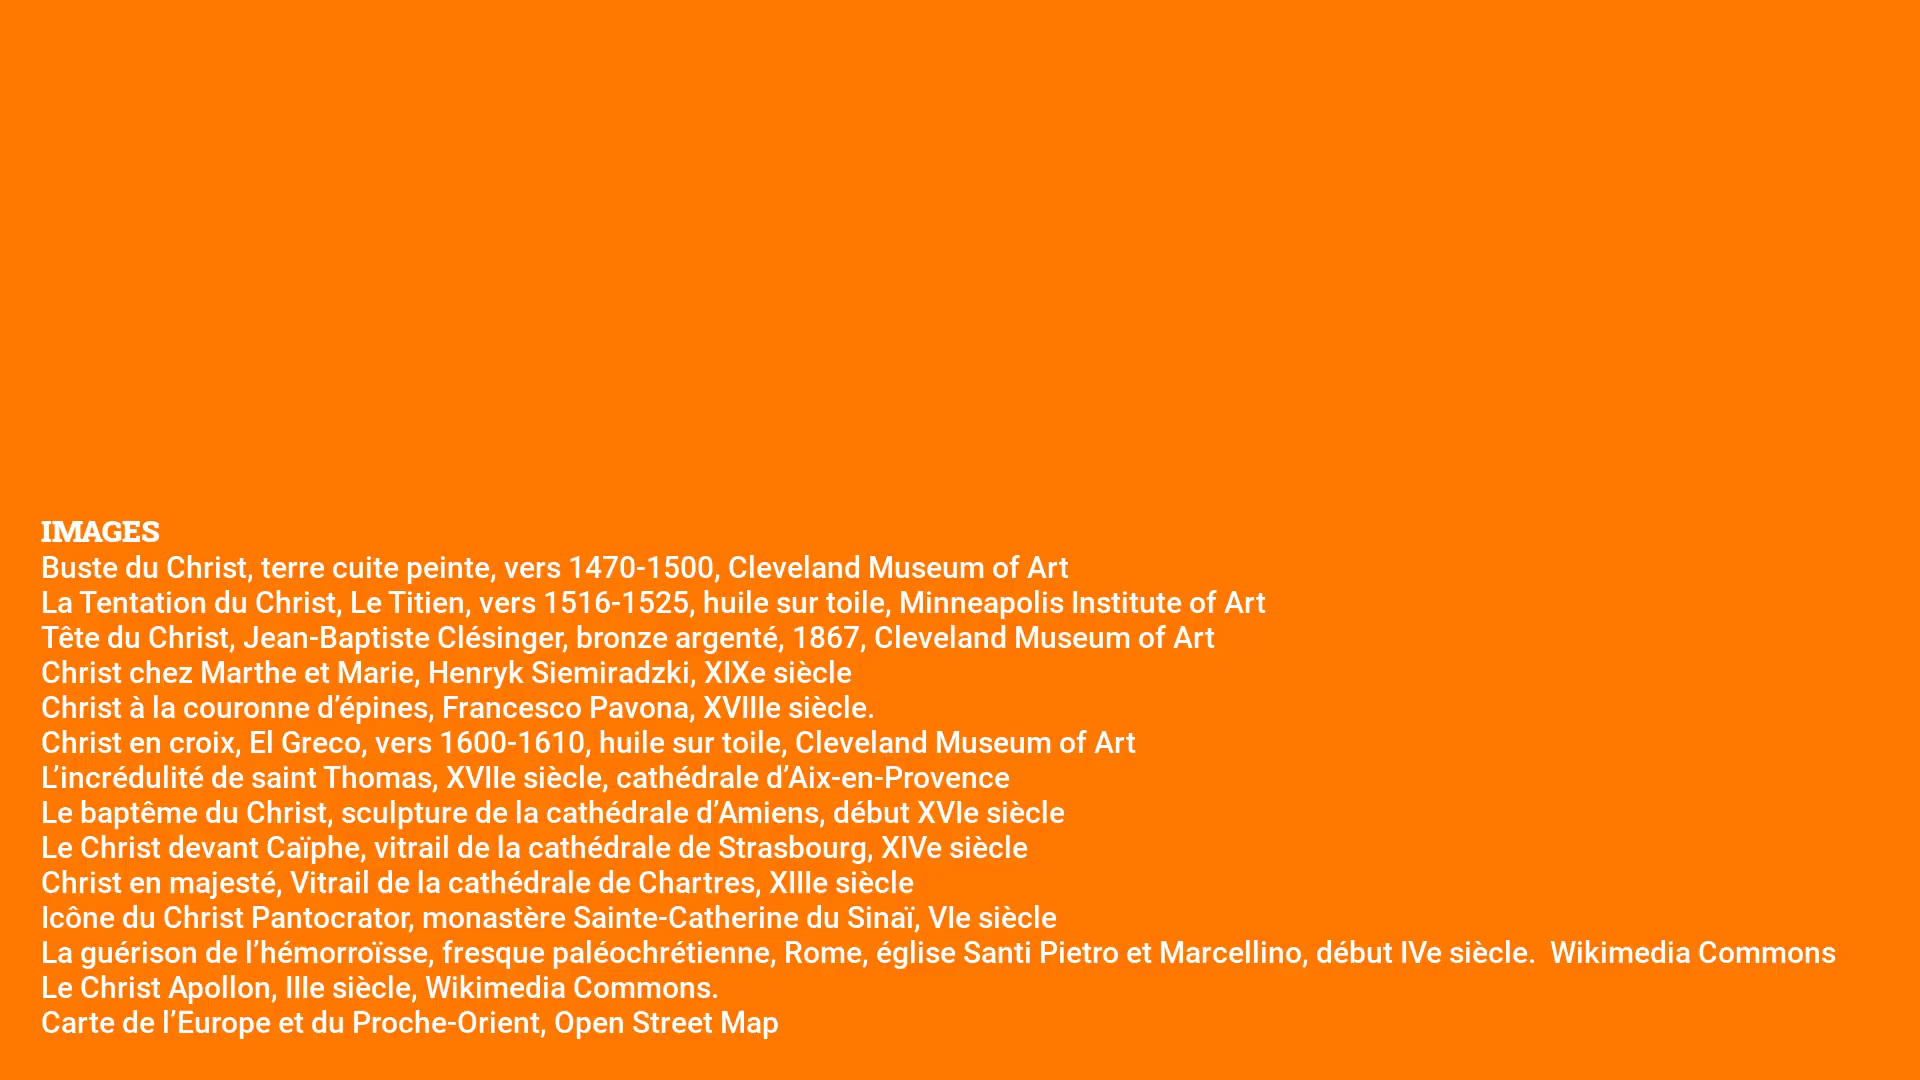 IMAGES
Buste du Christ, terre cuite peinte, vers 1470-1500, Cleveland Museum of Art
La Tentation du Christ, Le Titien, vers 1516-1525, huile sur toile, Minneapolis Institute of Art
Tête du Christ, Jean-Baptiste Clésinger, bronze argenté, 1867, Cleveland Museum of Art
Christ chez Marthe et Marie, Henryk Siemiradzki, XIXe siècle
Christ à la couronne d’épines, Francesco Pavona, XVIIIe siècle.
Christ en croix, El Greco, vers 1600-1610, huile sur toile, Cleveland Museum of Art
L’incrédulité de saint Thomas, XVIIe siècle, cathédrale d’Aix-en-Provence
Le baptême du Christ, sculpture de la cathédrale d’Amiens, début XVIe siècle
Le Christ devant Caïphe, vitrail de la cathédrale de Strasbourg, XIVe siècle
Christ en majesté, Vitrail de la cathédrale de Chartres, XIIIe siècle
Icône du Christ Pantocrator, monastère Sainte-Catherine du Sinaï, VIe siècle
La guérison de l’hémorroïsse, fresque paléochrétienne, Rome, église Santi Pietro et Marcellino, début IVe siècle.  Wikimedia Commons
Le Christ Apollon, IIIe siècle, Wikimedia Commons.
Carte de l’Europe et du Proche-Orient, Open Street Map